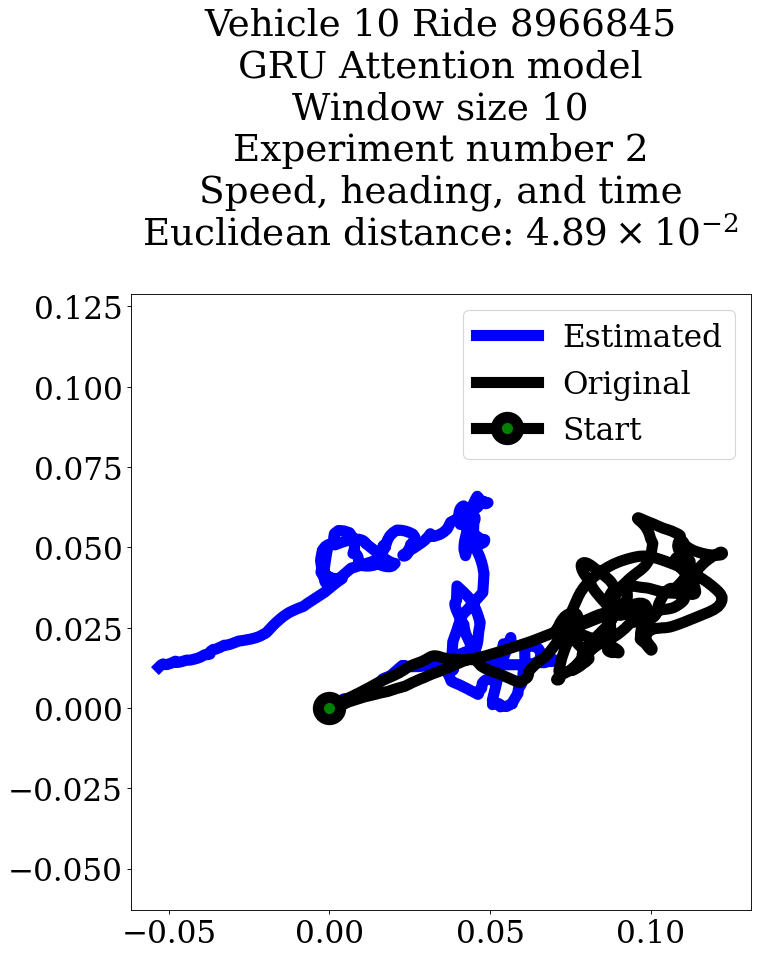 Vehicle 10 Ride 8966845
GRU Attention model
Window size 10
Experiment number 2
Speed, heading, and time
Euclidean distance: 4.89 × 10⁻²
0.125
0.100
0.075
0.050
0.025
0.000
−0.025
−0.050
Estimated
Original
Start
−0.05 0.00 0.05 0.10